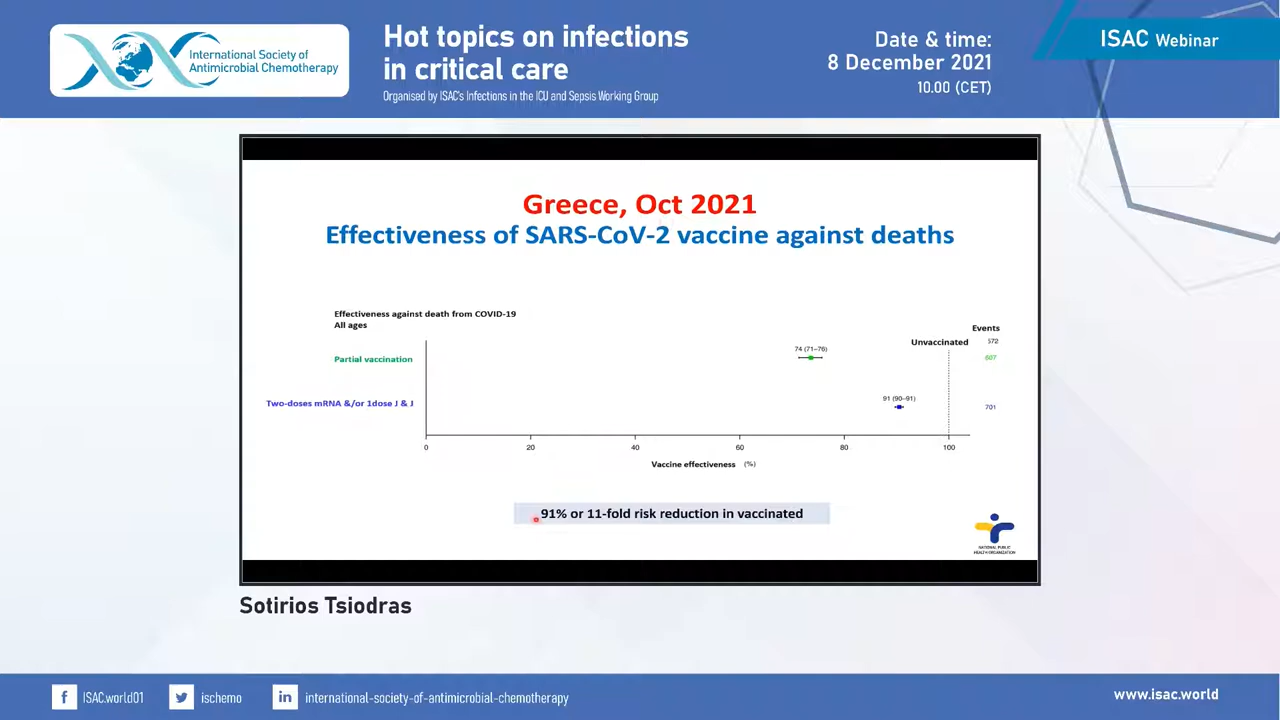 International Society of
Antimicrobial Chemotherapy
Hot topics on infections
in critical care
Organised by ISAC's Infections in the ICU and Sepsis Working Group
Date & time:
8 December 2021
10.00 (CET)
ISAC Webinar
Greece, Oct 2021
Effectiveness of SARS-CoV-2 vaccine against deaths
Effectiveness against death from COVID-19
All ages
Events
Unvaccinated
572
74 (71–76)
Partial vaccination
607
91 (90–91)
Two-doses mRNA &/or 1dose J & J
701
0 20 40 60 80 100
Vaccine effectiveness (%)
91% or 11-fold risk reduction in vaccinated
NATIONAL PUBLIC
HEALTH ORGANIZATION
Sotirios Tsiodras
ISAC.world01
ischemo
international-society-of-antimicrobial-chemotherapy
www.isac.world